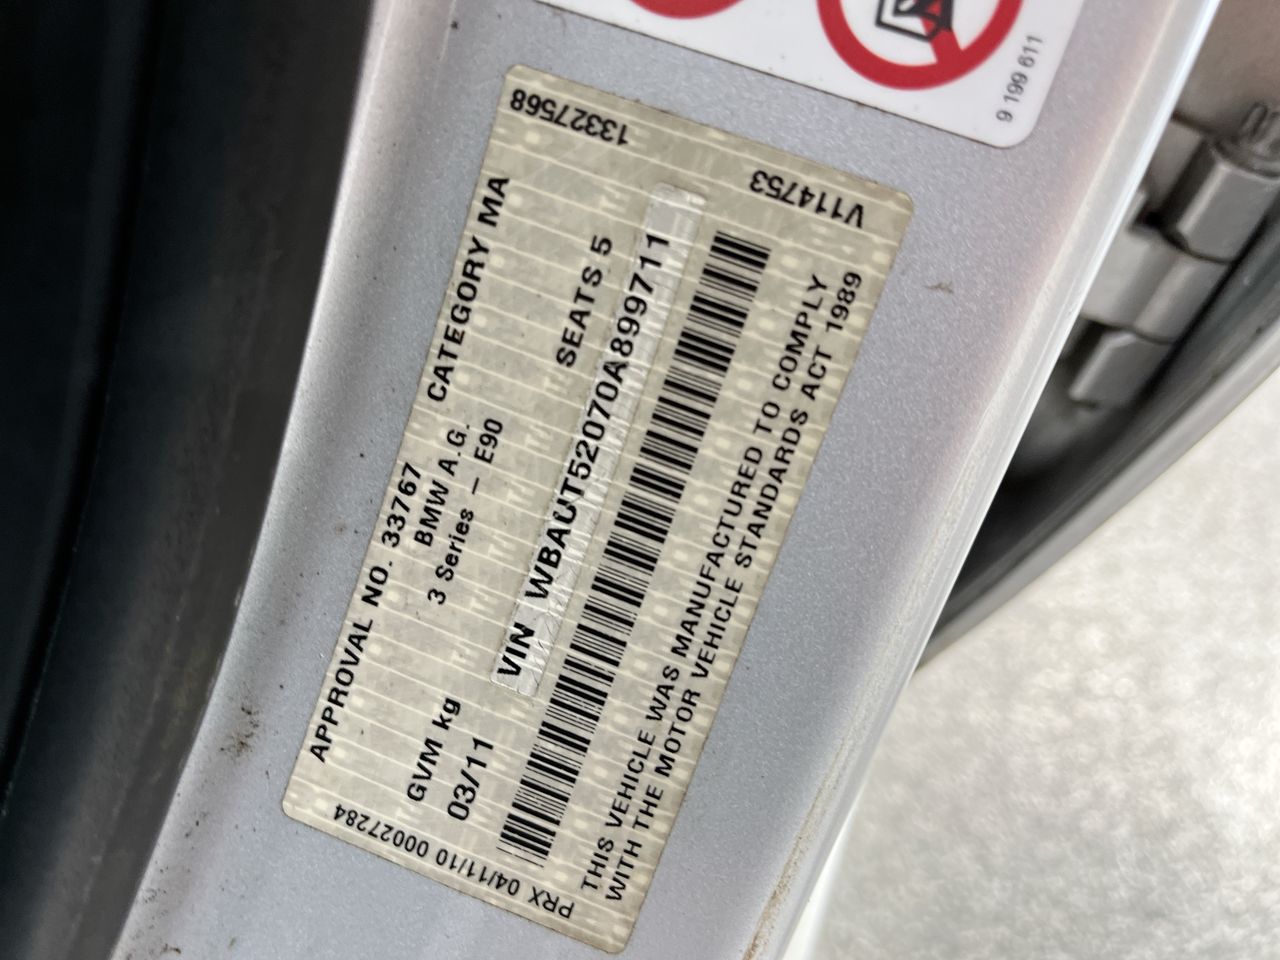 9 199 611
13327568
V1114753
APPROVAL NO. 33767 CATEGORY MA
BMW A.G.
3 Series - E90
GVM kg SEATS 5
03/11
VIN WBAUT52070A899711
THIS VEHICLE WAS MANUFACTURED TO COMPLY
WITH THE MOTOR VEHICLE STANDARDS ACT 1989
PRX 04/11/10 00027284